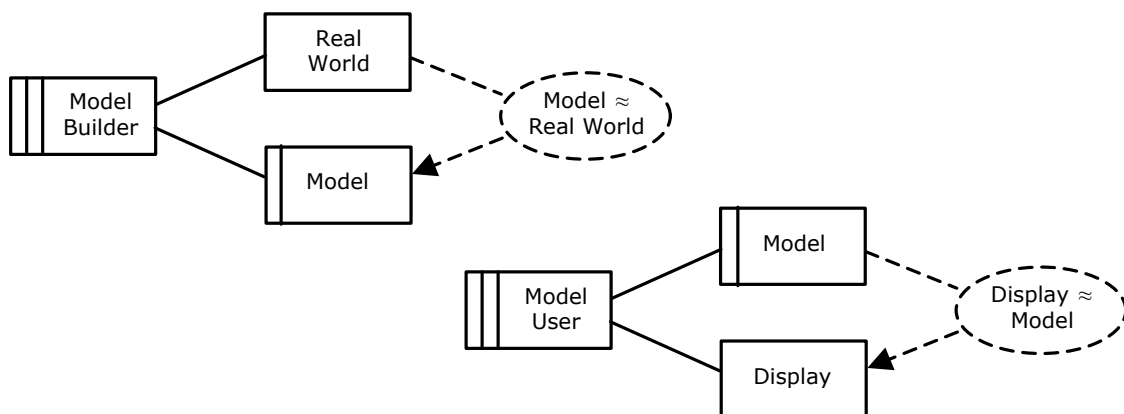 Real
World
Model
Builder
Model ≈
Real World
Model
Model
Model
User
Display ≈
Model
Display